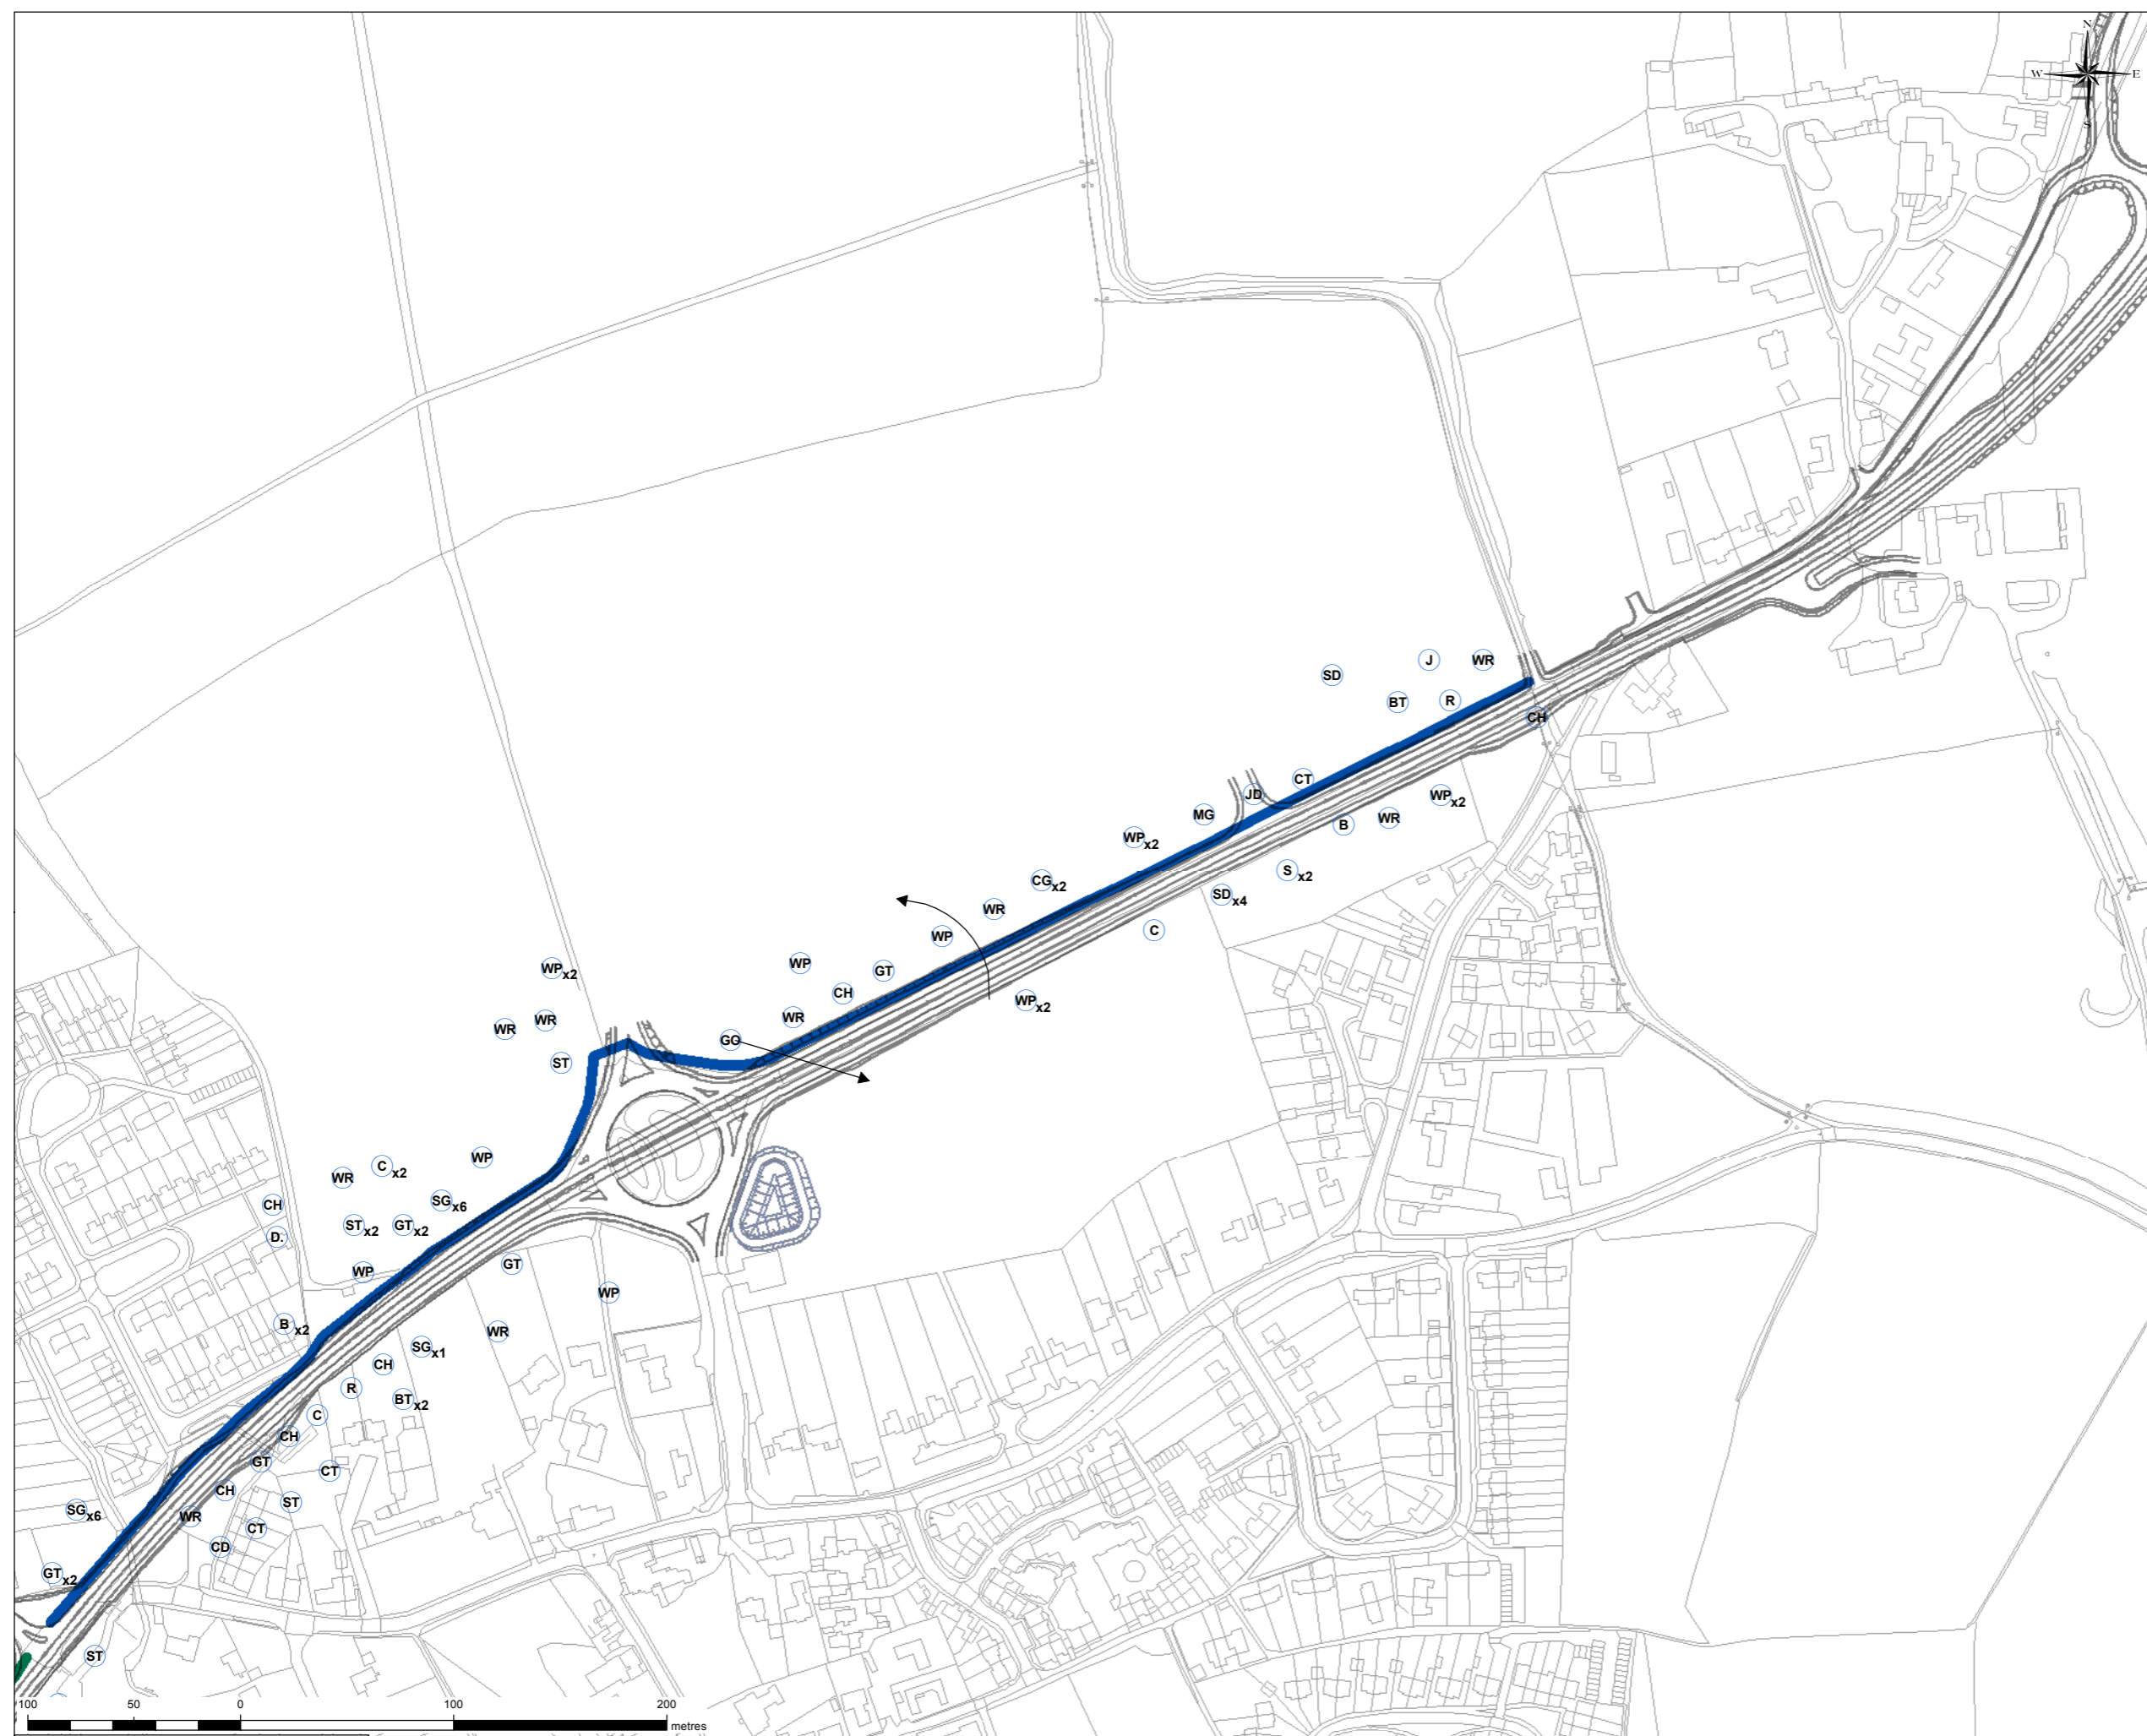 N
W E
S
J
WR
SD
BT
R
CH
CT
JD
WPx2
MG
B
WR
WPx2
Sx2
CGx2
SDx4
WR
C
WP
WP
WPx2
GT
CH
WPx2
WR
WR
WR
GG
ST
WP
Cx2
WR
SGx6
CH
STx2
GTx2
D.
GT
WP
WP
Bx2
WR
SGx1
CH
R
BTx2
C
CH
GT
CT
CH
ST
SGx6
WR
CT
CD
GTx2
ST
100 50 0 100 200
metres